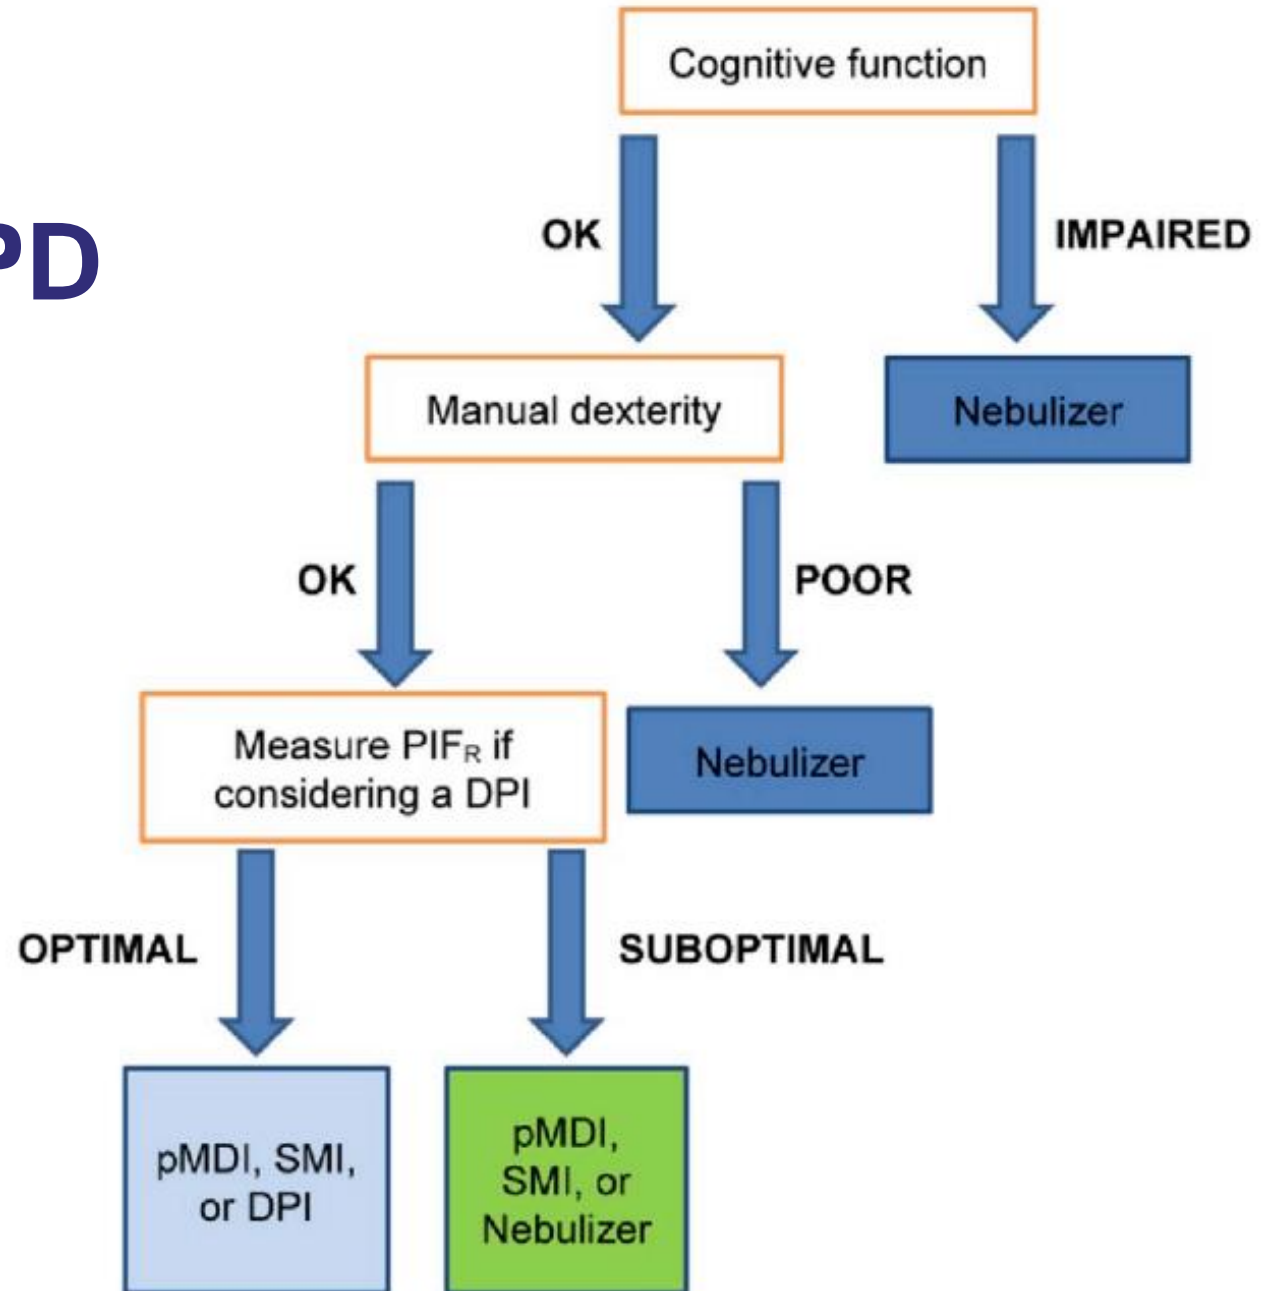 Cognitive function
OK
IMPAIRED
PD
Manual dexterity
Nebulizer
OK
POOR
Measure PIFR if
considering a DPI
Nebulizer
OPTIMAL
SUBOPTIMAL
pMDI, SMI,
or DPI
pMDI,
SMI, or
Nebulizer